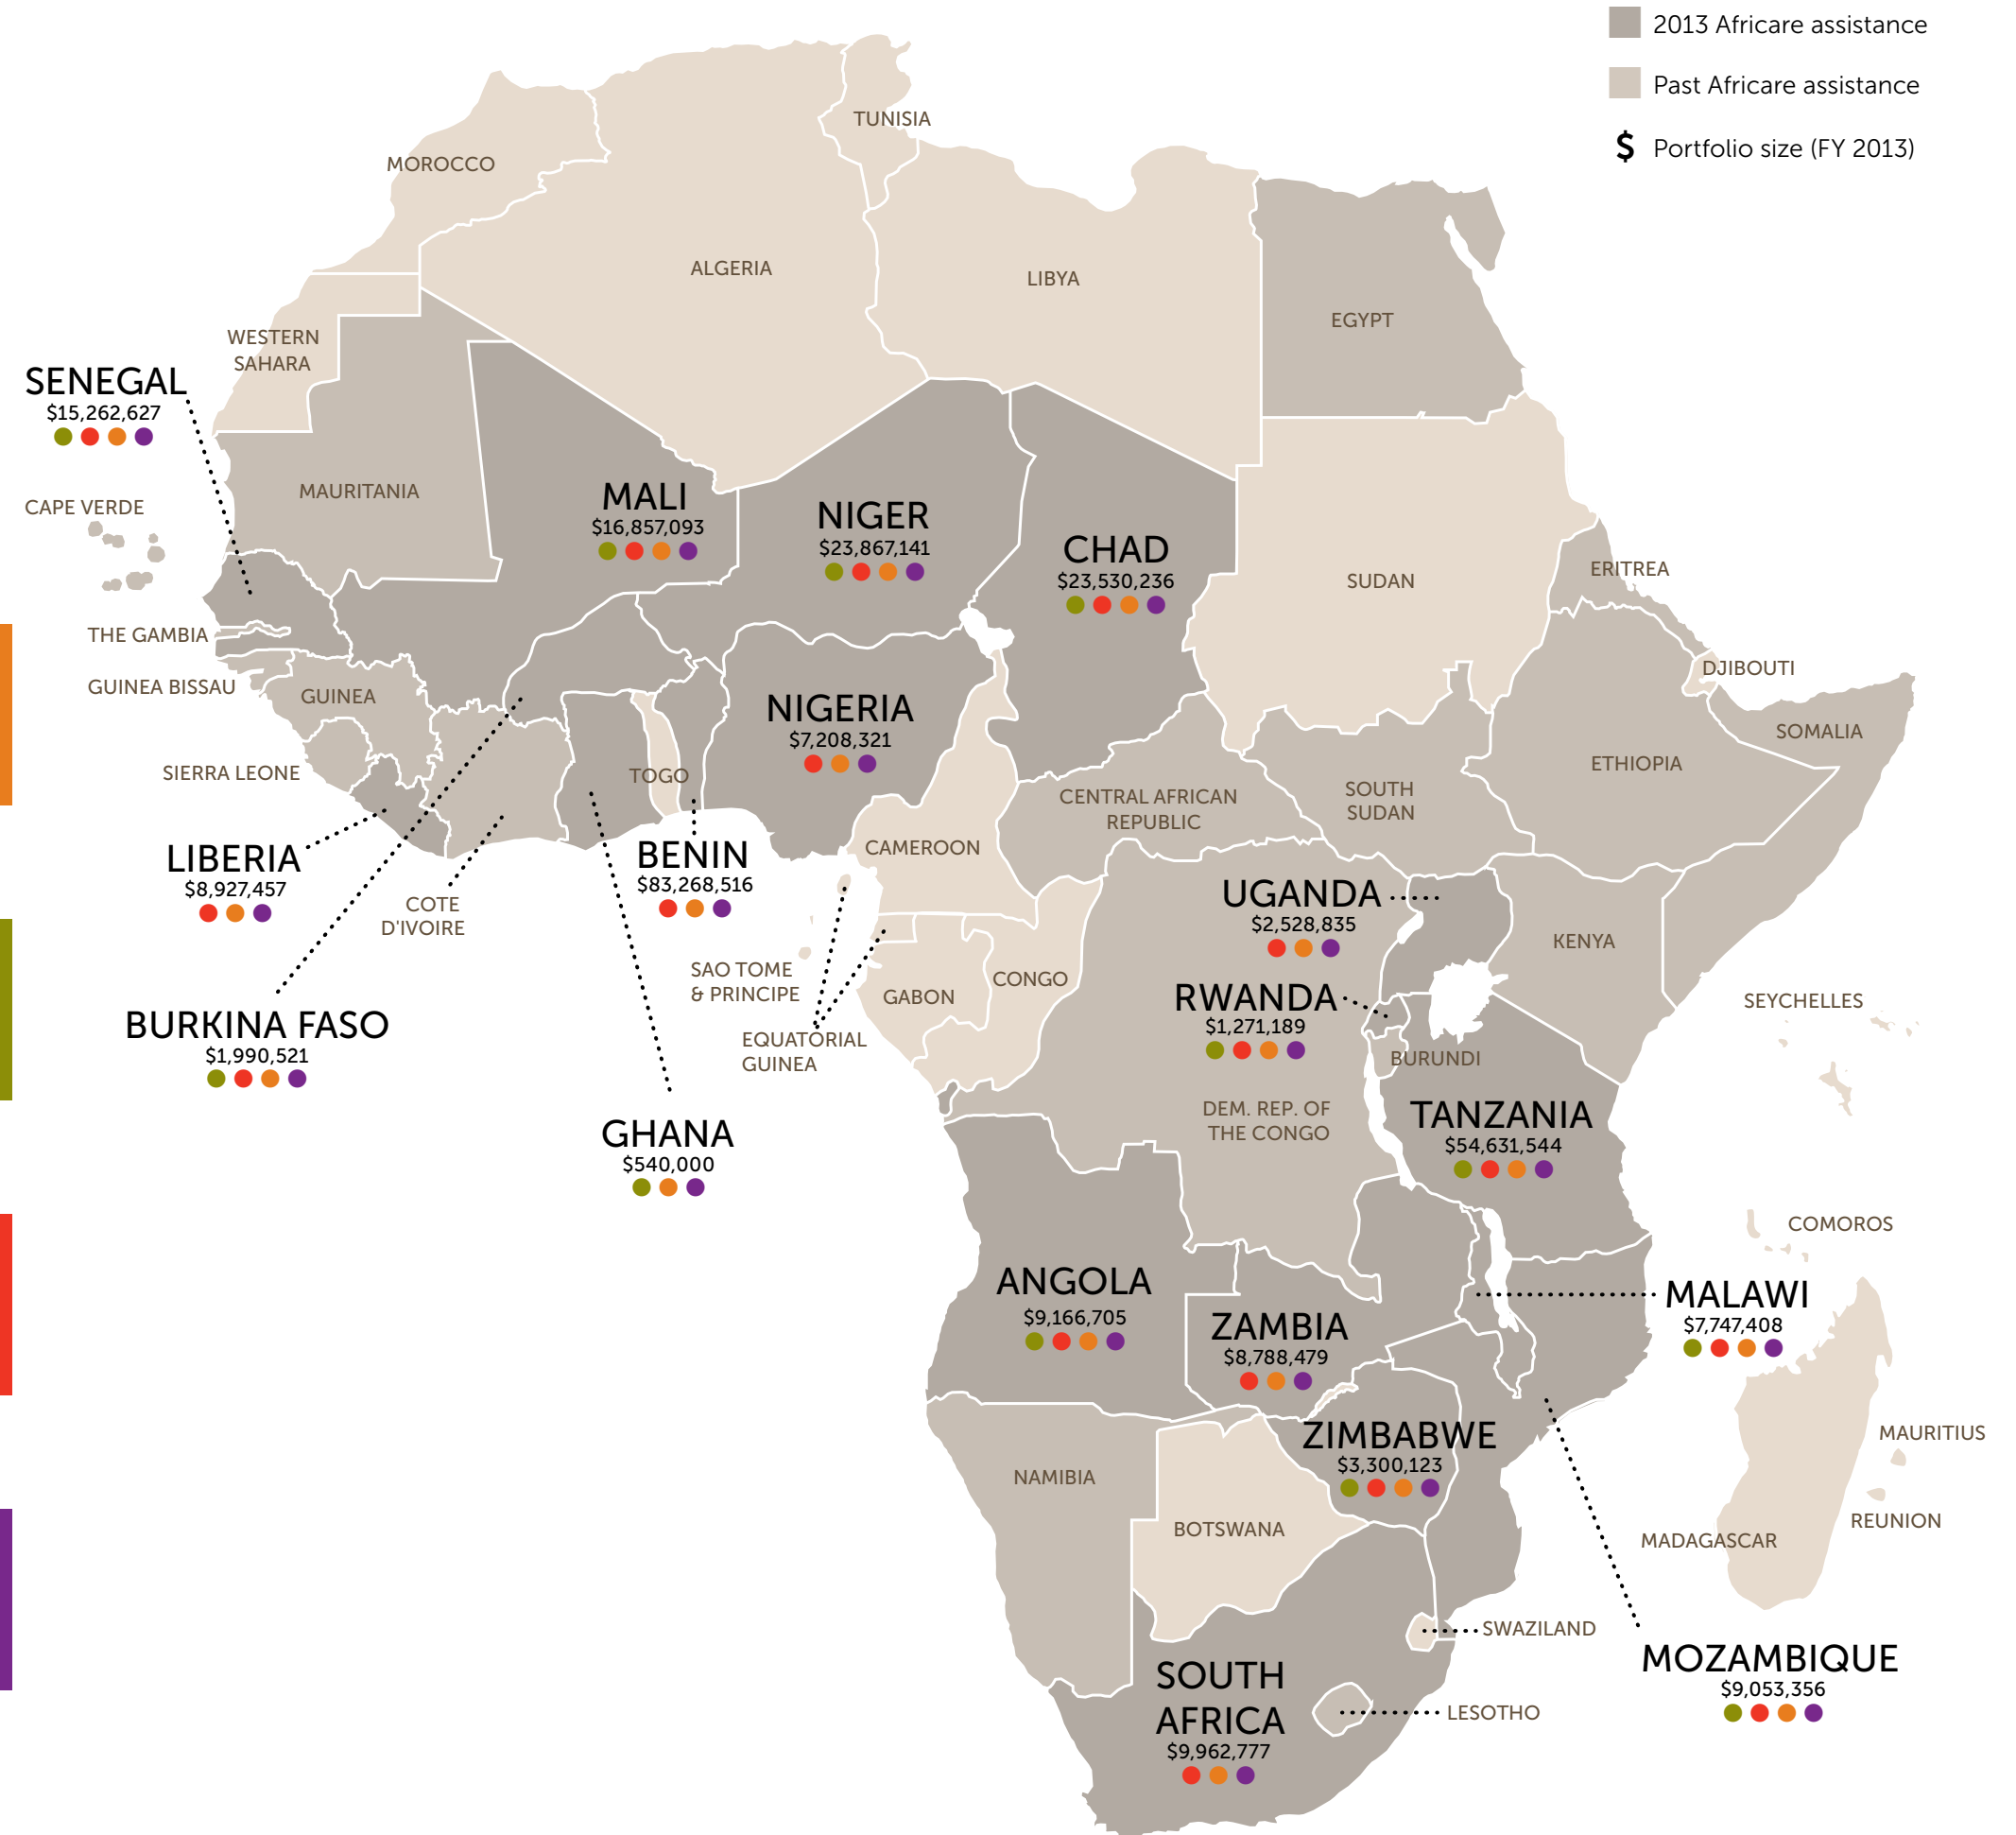 2013 Africare assistance
Past Africare assistance
$ Portfolio size (FY 2013)
TUNISIA
MOROCCO
ALGERIA
LIBYA
EGYPT
WESTERN
SAHARA
SENEGAL
$15,262,627
MAURITANIA
CAPE VERDE
MALI
$16,857,093
NIGER
$23,867,141
CHAD
$23,530,236
SUDAN
ERITREA
THE GAMBIA
GUINEA BISSAU
GUINEA
NIGERIA
$7,208,321
DJIBOUTI
SOMALIA
ETHIOPIA
SIERRA LEONE
TOGO
CENTRAL AFRICAN
REPUBLIC
SOUTH
SUDAN
LIBERIA
$8,927,457
COTE
D'IVOIRE
BENIN
$83,268,516
CAMEROON
UGANDA
$2,528,835
KENYA
SAO TOME
& PRINCIPE
GABON
CONGO
RWANDA
$1,271,189
SEYCHELLES
BURKINA FASO
$1,990,521
EQUATORIAL
GUINEA
BURUNDI
GHANA
$540,000
DEM. REP. OF
THE CONGO
TANZANIA
$54,631,544
COMOROS
ANGOLA
$9,166,705
ZAMBIA
$8,788,479
MALAWI
$7,747,408
ZIMBABWE
$3,300,123
NAMIBIA
BOTSWANA
MAURITIUS
REUNION
MADAGASCAR
SWAZILAND
MOZAMBIQUE
$9,053,356
SOUTH
AFRICA
$9,962,777
LESOTHO